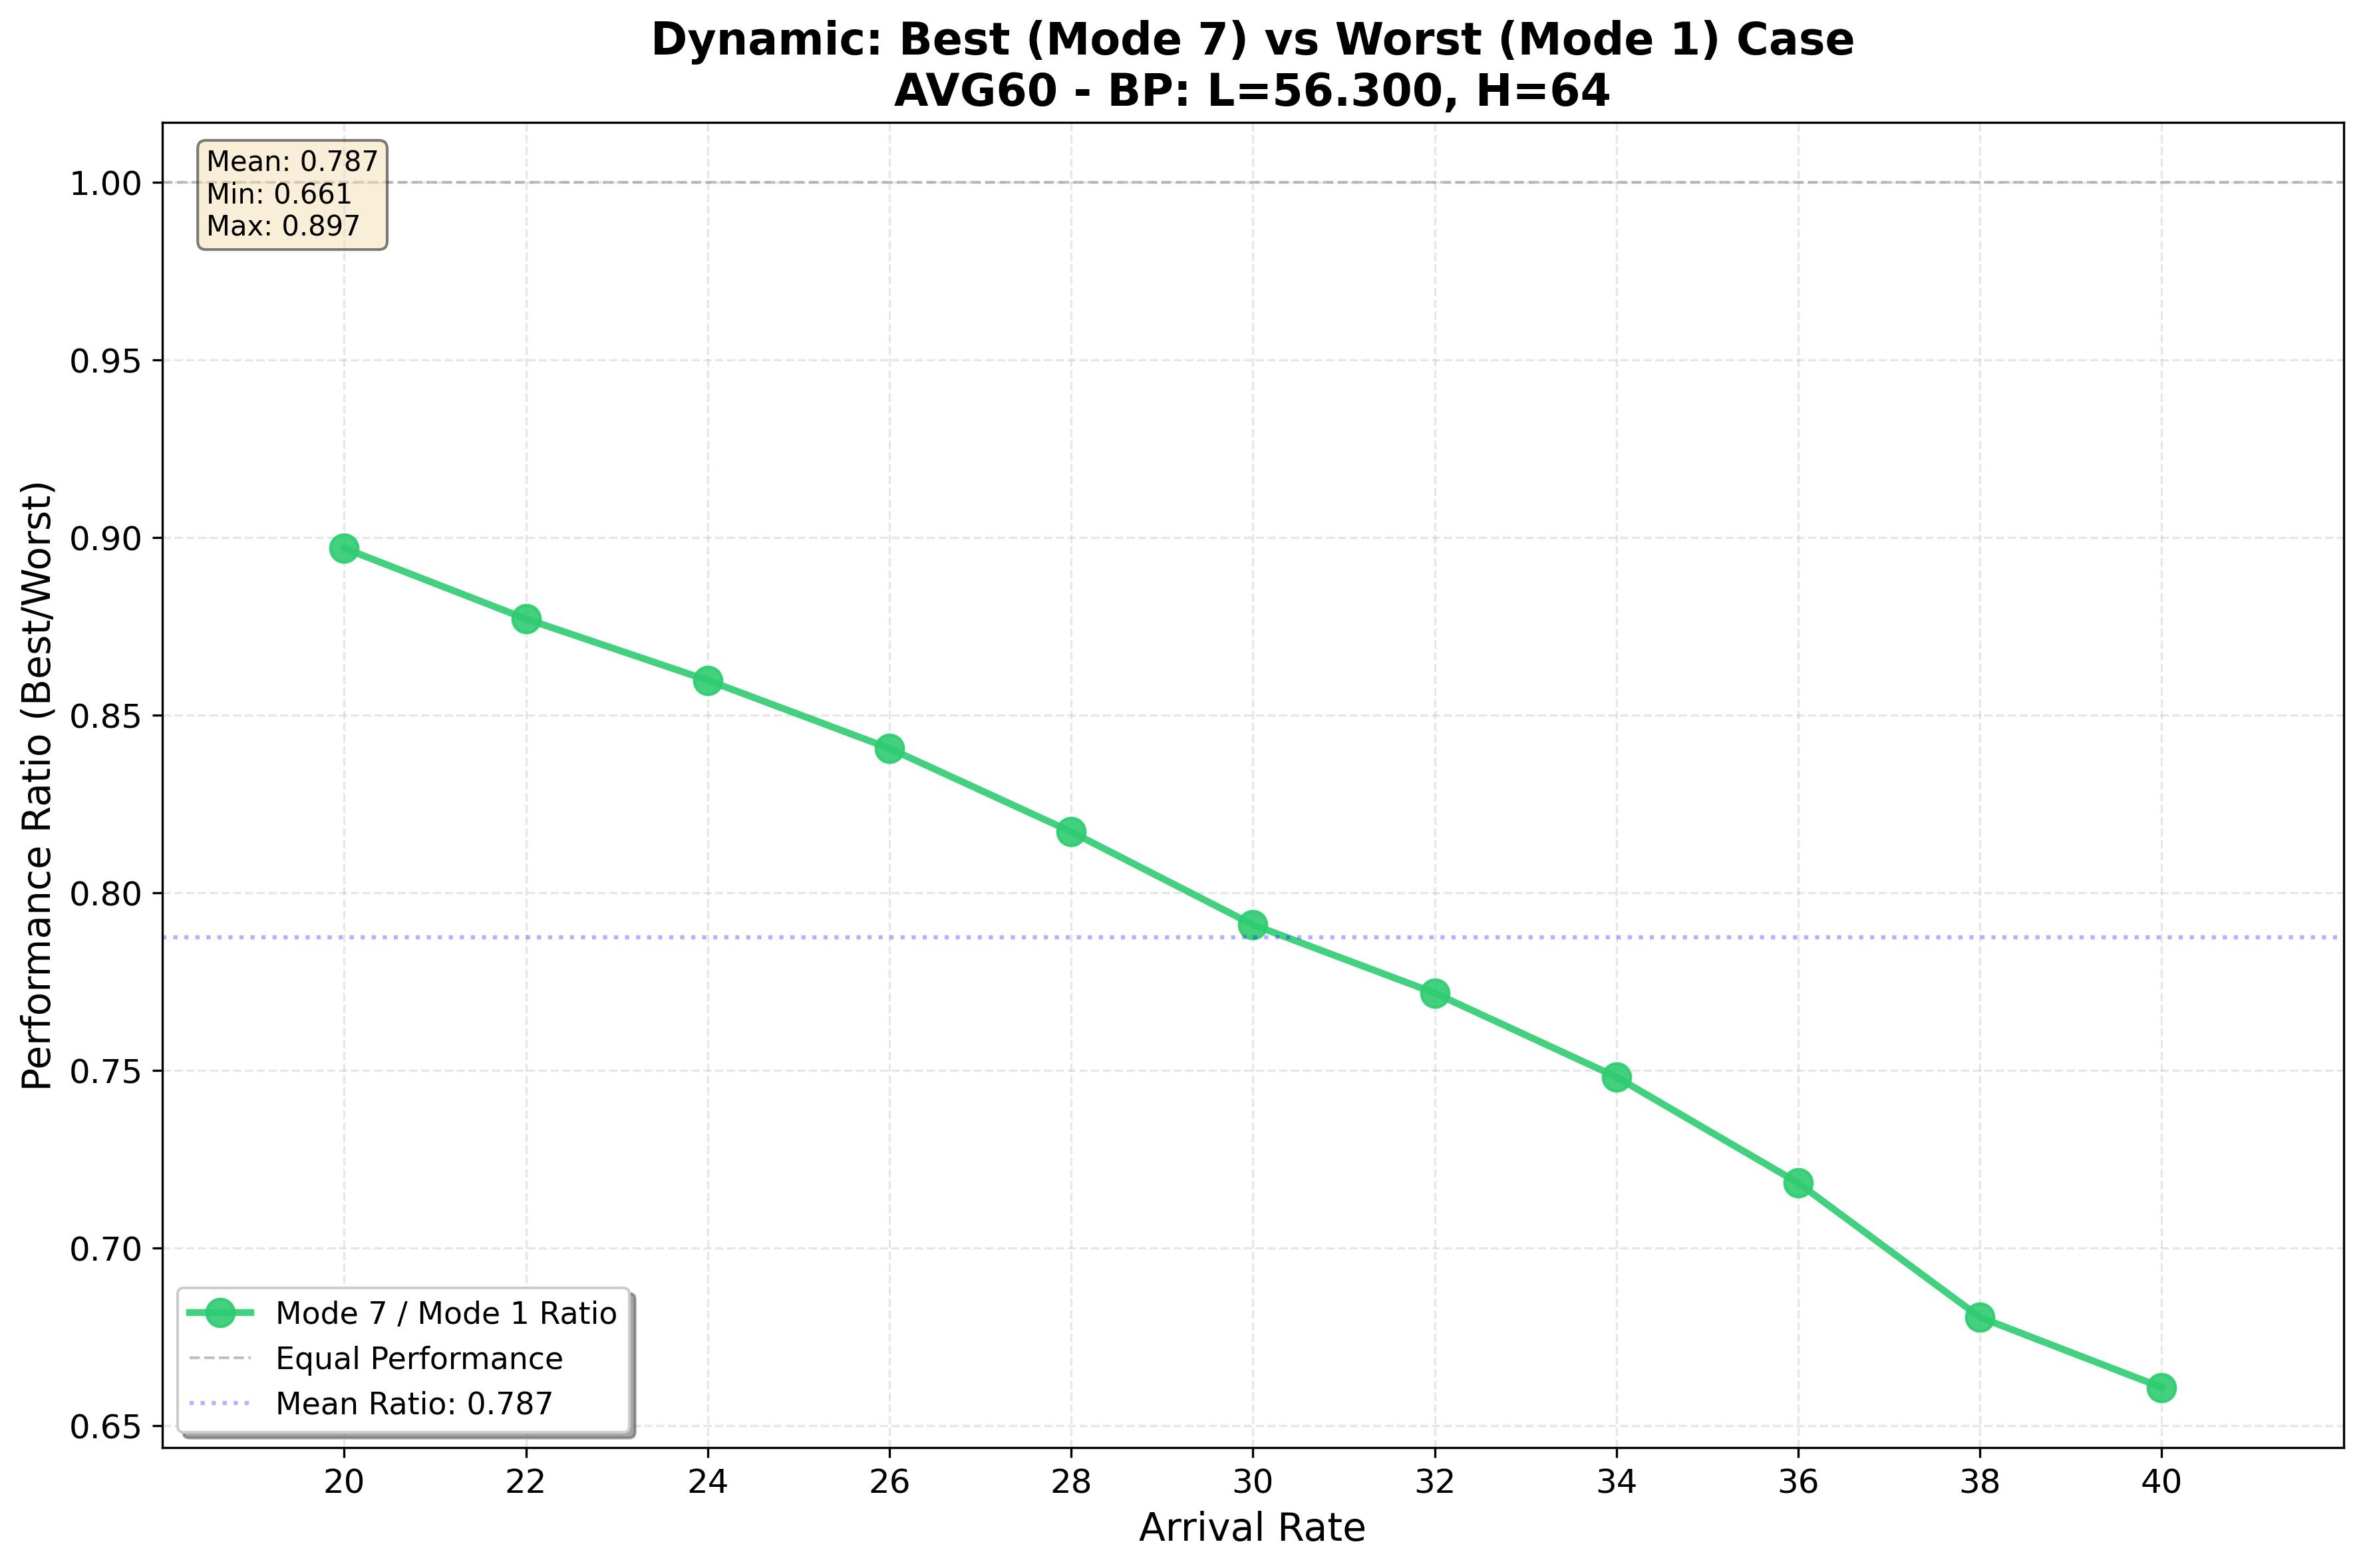 Dynamic: Best (Mode 7) vs Worst (Mode 1) Case
AVG60 - BP: L=56.300, H=64
Mean: 0.787
Min: 0.661
Max: 0.897
Performance Ratio (Best/Worst)
1.00
0.95
0.90
0.85
0.80
0.75
0.70
0.65
Mode 7 / Mode 1 Ratio
Equal Performance
Mean Ratio: 0.787
20 22 24 26 28 30 32 34 36 38 40
Arrival Rate